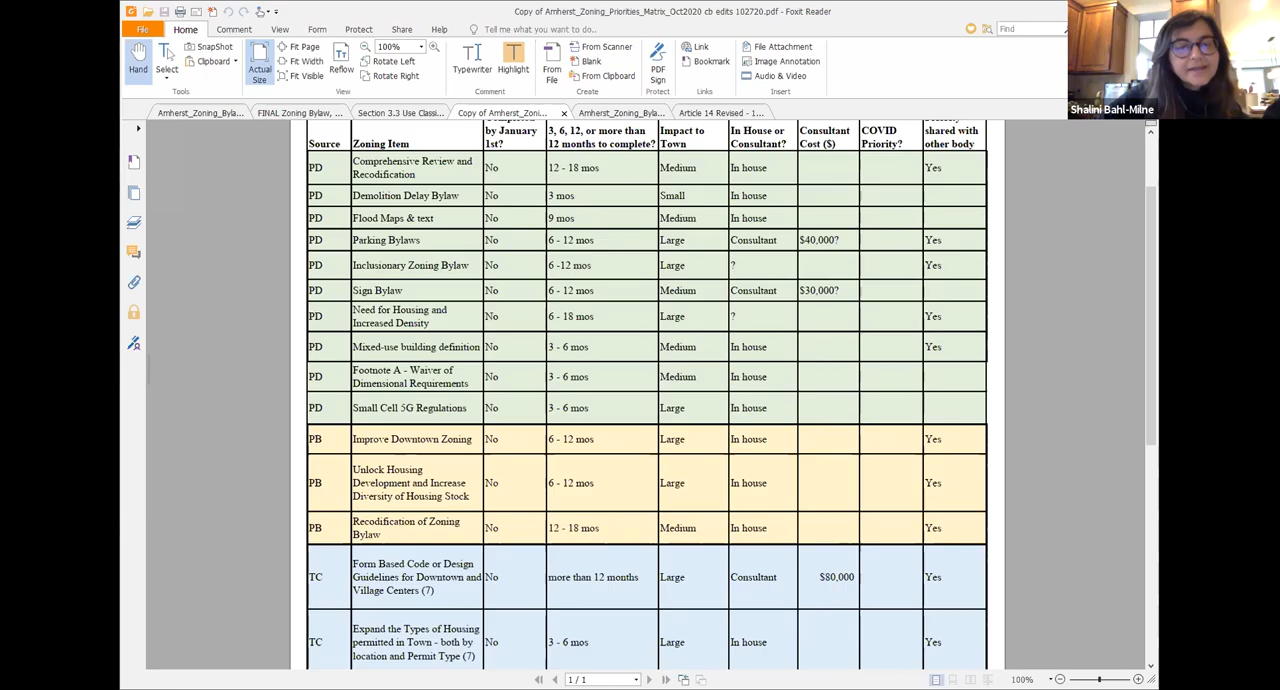 Copy of Amherst_Zoning_Priorities_Matrix_Oct2020 cb edits 102720.pdf - Foxit Reader
File Home Comment View Form Protect Share Help Tell me what you do you want to do...
Find
SnapShot Fit Page 100% From Scanner Link File Attachment
Clipboard Fit Width Rotate Left Blank Bookmark Image Annotation
Fit Visible Rotate Right From Clipboard Audio & Video
Hand Select Actual Size Reflow Typewriter Highlight From File PDF Sign
Tools View Comment Create Protect Links Insert
Shalini Bahl-Milne
Amherst_Zoning_Byla... FINAL Zoning Bylaw, ... Section 3.3 Use Classi... Copy of Amherst_Zoni... Amherst_Zoning_Byla... Article 14 Revised - 1...
by January 3, 6, 12, or more than Impact to In House or Consultant COVID shared with
Source Zoning Item 1st? 12 months to complete? Town Consultant? Cost ($) Priority? other body
PD Comprehensive Review and Recodification No 12 - 18 mos Medium In house Yes
PD Demolition Delay Bylaw No 3 mos Small In house
PD Flood Maps & text No 9 mos Medium In house
PD Parking Bylaws No 6 - 12 mos Large Consultant $40,000? Yes
PD Inclusionary Zoning Bylaw No 6 -12 mos Large ? Yes
PD Sign Bylaw No 6 - 12 mos Medium Consultant $30,000?
PD Need for Housing and Increased Density No 6 - 18 mos Large ? Yes
PD Mixed-use building definition No 3 - 6 mos Medium In house Yes
PD Footnote A - Waiver of Dimensional Requirements No 3 - 6 mos Medium In house
PD Small Cell 5G Regulations No 3 - 6 mos Large In house
PB Improve Downtown Zoning No 6 - 12 mos Large In house Yes
PB Unlock Housing Development and Increase Diversity of Housing Stock No 6 - 12 mos Large In house Yes
PB Recodification of Zoning Bylaw No 12 - 18 mos Medium In house Yes
TC Form Based Code or Design Guidelines for Downtown and Village Centers (7) No more than 12 months Large Consultant $80,000 Yes
TC Expand the Types of Housing permitted in Town - both by location and Permit Type (7) No 3 - 6 mos Large In house Yes
1 / 1
100%